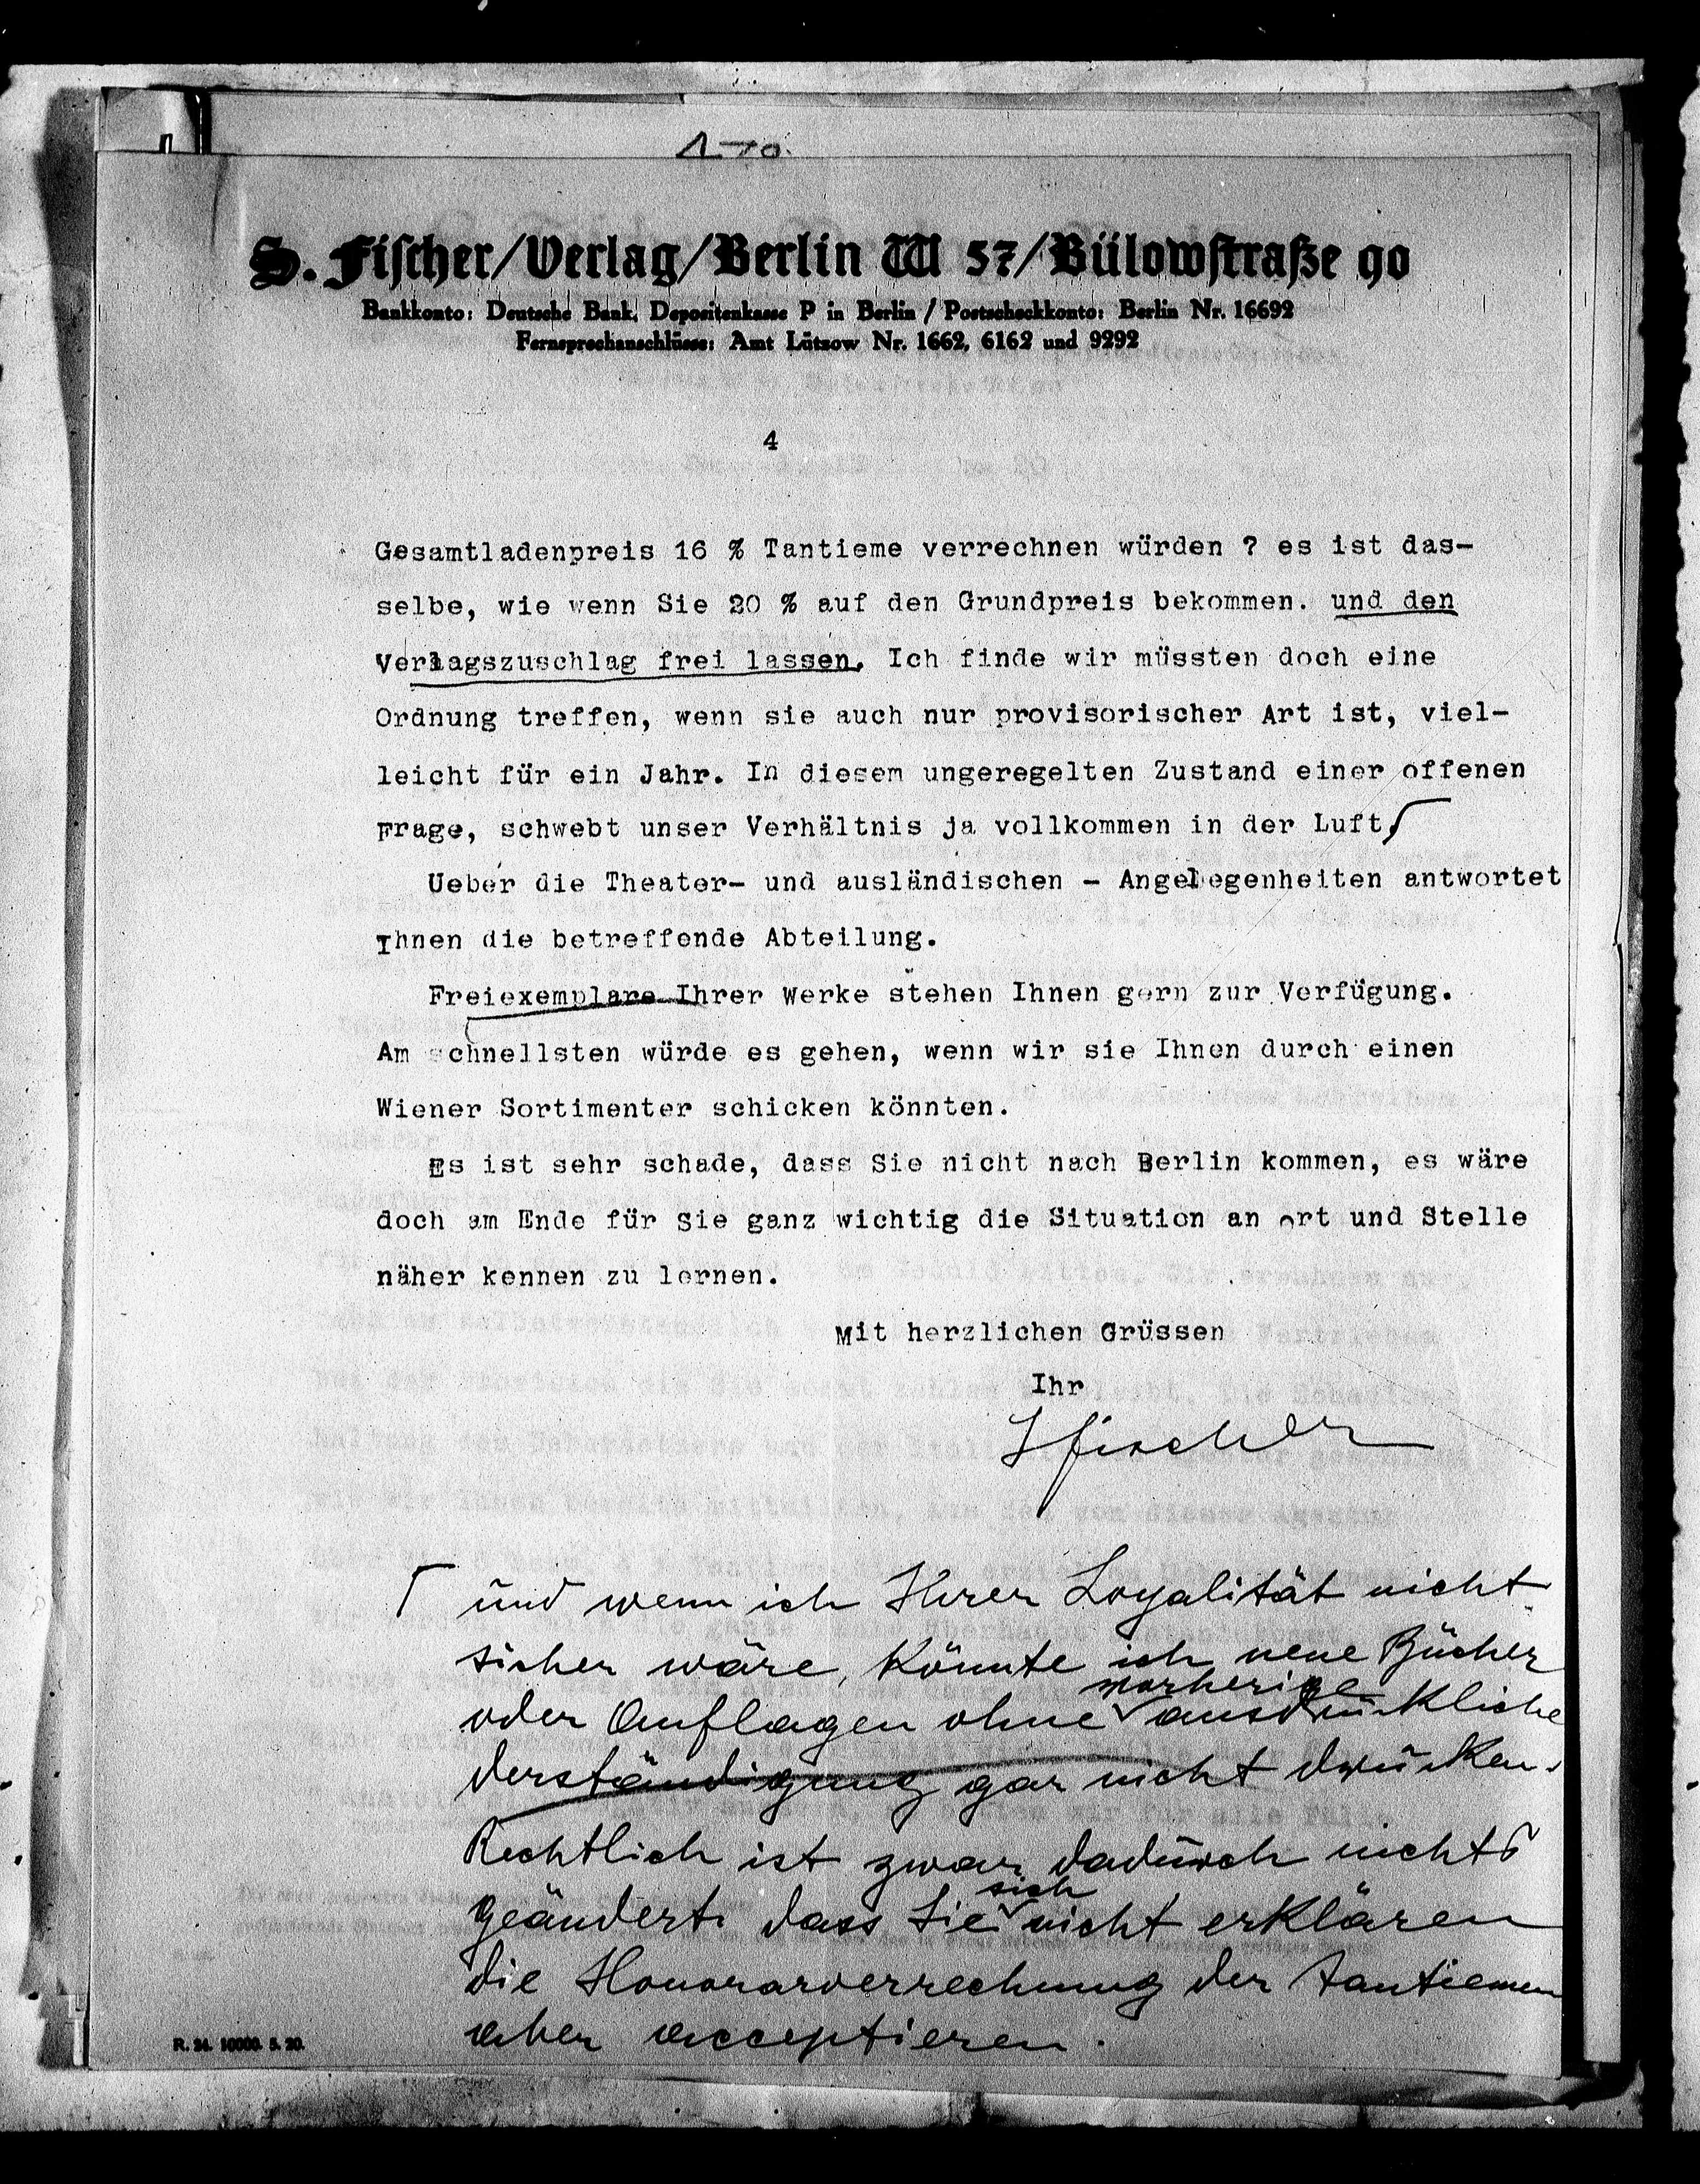 S. Fischer/Verlag/Berlin W 57/Bülowstraße 90
Bankkonto: Deutsche Bank, Depositenkasse P in Berlin / Postscheckkonto: Berlin Nr. 16692
Fernsprechanschlüsse: Amt Lützow Nr. 1662, 6162 und 9292
4
Gesamtladenpreis 16 % Tantieme verrechnen würden ? es ist das-
selbe, wie wenn Sie 20 % auf den Grundpreis bekommen. und den
Verlagszuschlag frei lassen. Ich finde wir müssten doch eine
Ordnung treffen, wenn sie auch nur provisorischer Art ist, viel-
leicht für ein Jahr. In diesem ungeregelten Zustand einer offenen
Frage, schwebt unser Verhältnis ja vollkommen in der Luft,
Ueber die Theater- und ausländischen - Angelegenheiten antwortet
Ihnen die betreffende Abteilung.
Freiexemplare Ihrer Werke stehen Ihnen gern zur Verfügung.
Am schnellsten würde es gehen, wenn wir sie Ihnen durch einen
Wiener Sortimenter schicken könnten.
Es ist sehr schade, dass Sie nicht nach Berlin kommen, es wäre
doch am Ende für Sie ganz wichtig die Situation an ort und Stelle
näher kennen zu lernen.
Mit herzlichen Grüssen
Ihr
SFischer
und wenn ich Ihrer Loyalität nicht
sicher wäre, könnte ich neue Bücher
vorherige
oder Auflagen ohne ausdrückliche
Verständigung gar nicht drucken.
Rechtlich ist zwar dadurch nichts
sich
geändert, dass Sie nicht erklären
die Honorarverrechnung der Tantiemen
aber acceptieren.
R. 24. 10000. 5. 20.